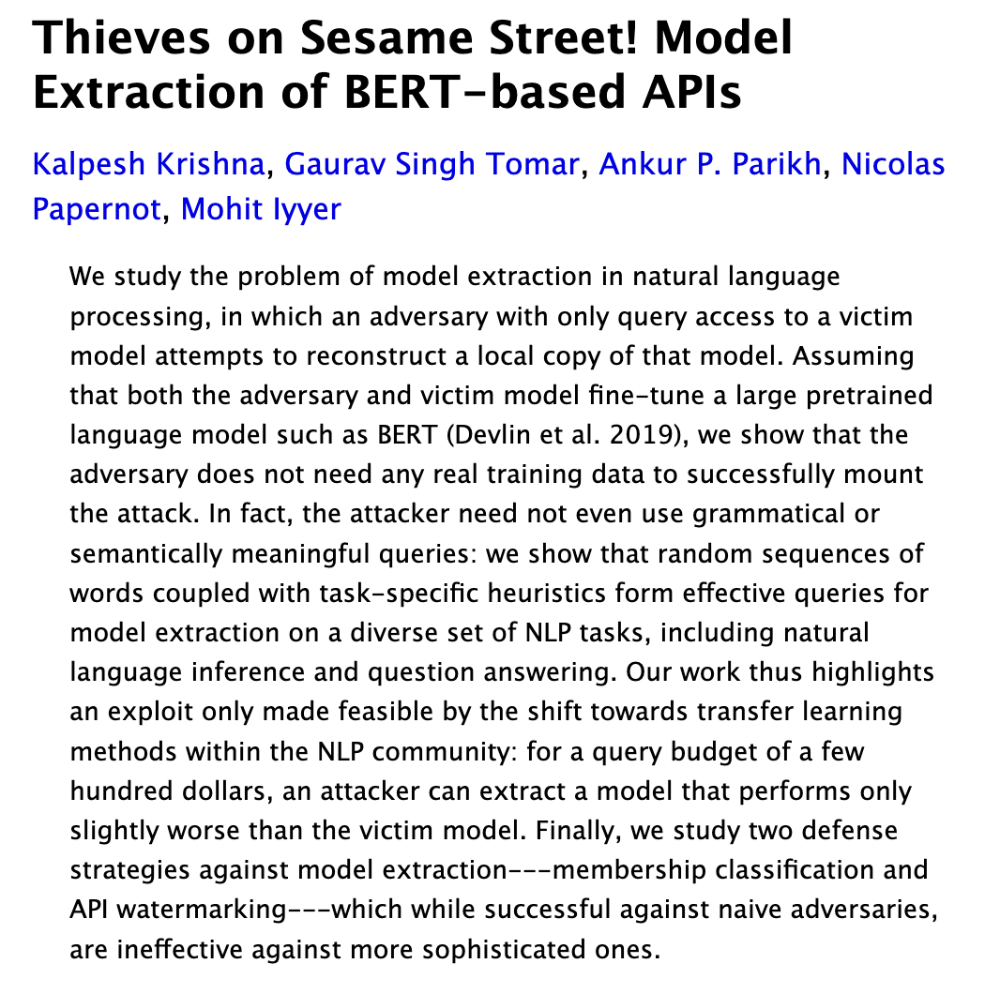 Thieves on Sesame Street! Model
Extraction of BERT-based APIs
Kalpesh Krishna, Gaurav Singh Tomar, Ankur P. Parikh, Nicolas
Papernot, Mohit Iyyer
We study the problem of model extraction in natural language
processing, in which an adversary with only query access to a victim
model attempts to reconstruct a local copy of that model. Assuming
that both the adversary and victim model fine-tune a large pretrained
language model such as BERT (Devlin et al. 2019), we show that the
adversary does not need any real training data to successfully mount
the attack. In fact, the attacker need not even use grammatical or
semantically meaningful queries: we show that random sequences of
words coupled with task-specific heuristics form effective queries for
model extraction on a diverse set of NLP tasks, including natural
language inference and question answering. Our work thus highlights
an exploit only made feasible by the shift towards transfer learning
methods within the NLP community: for a query budget of a few
hundred dollars, an attacker can extract a model that performs only
slightly worse than the victim model. Finally, we study two defense
strategies against model extraction---membership classification and
API watermarking---which while successful against naive adversaries,
are ineffective against more sophisticated ones.